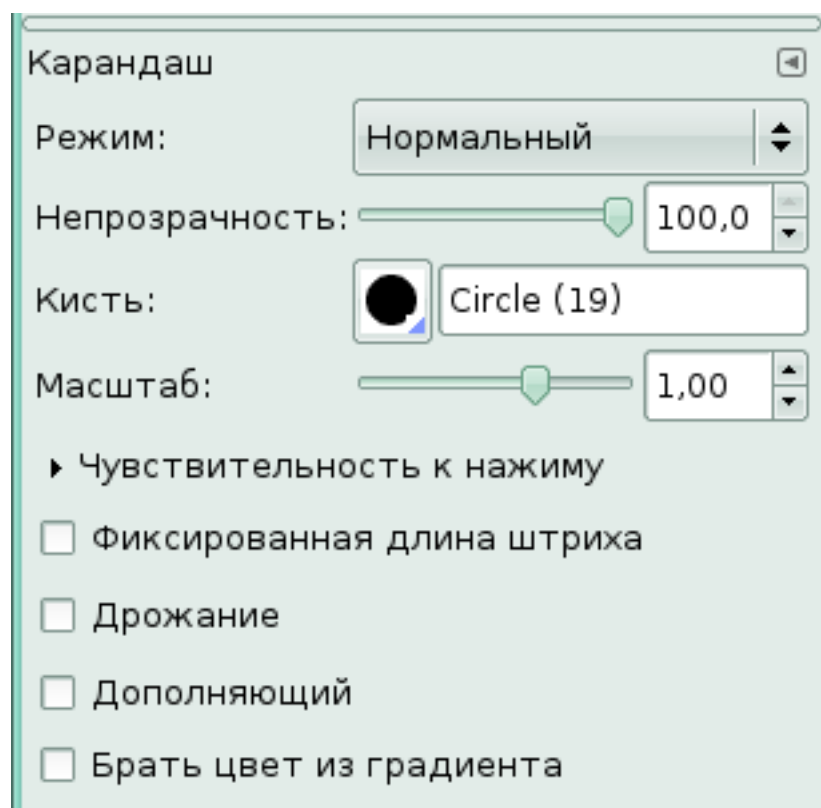 Карандаш
Режим: Нормальный
Непрозрачность: 100,0
Кисть: Circle (19)
Масштаб: 1,00
Чувствительность к нажиму
Фиксированная длина штриха
Дрожание
Дополняющий
Брать цвет из градиента